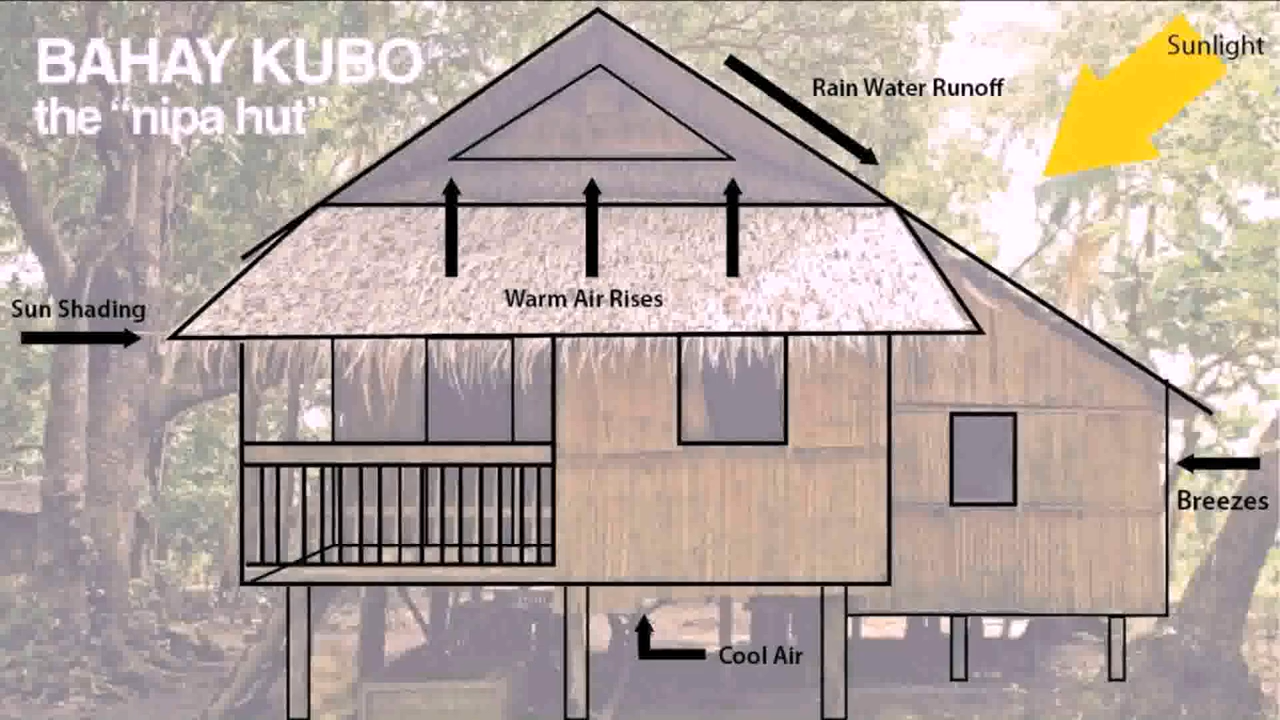 BAHAY KUBO
the “nipa hut”
Sunlight
Rain Water Runoff
Warm Air Rises
Sun Shading
Breezes
Cool Air